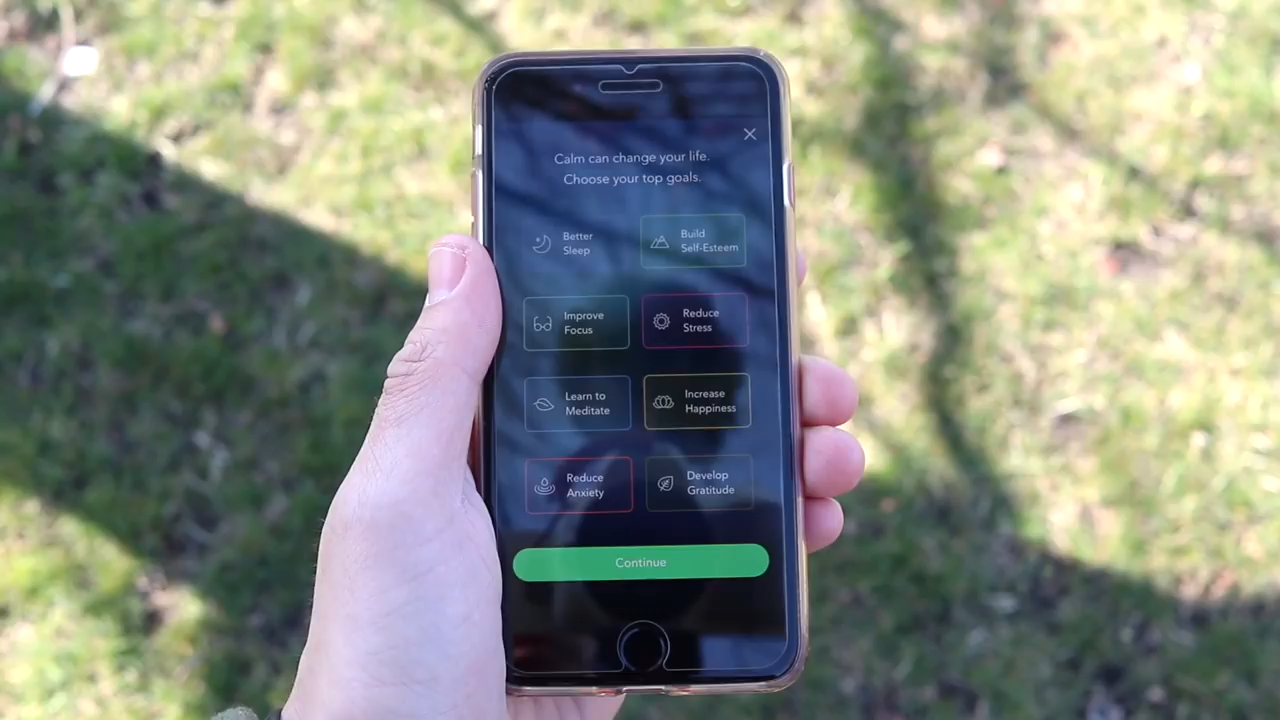 Calm can change your life.
Choose your top goals.
Better
Sleep
Build
Self-Esteem
Improve
Focus
Reduce
Stress
Learn to
Meditate
Increase
Happiness
Reduce
Anxiety
Develop
Gratitude
Continue